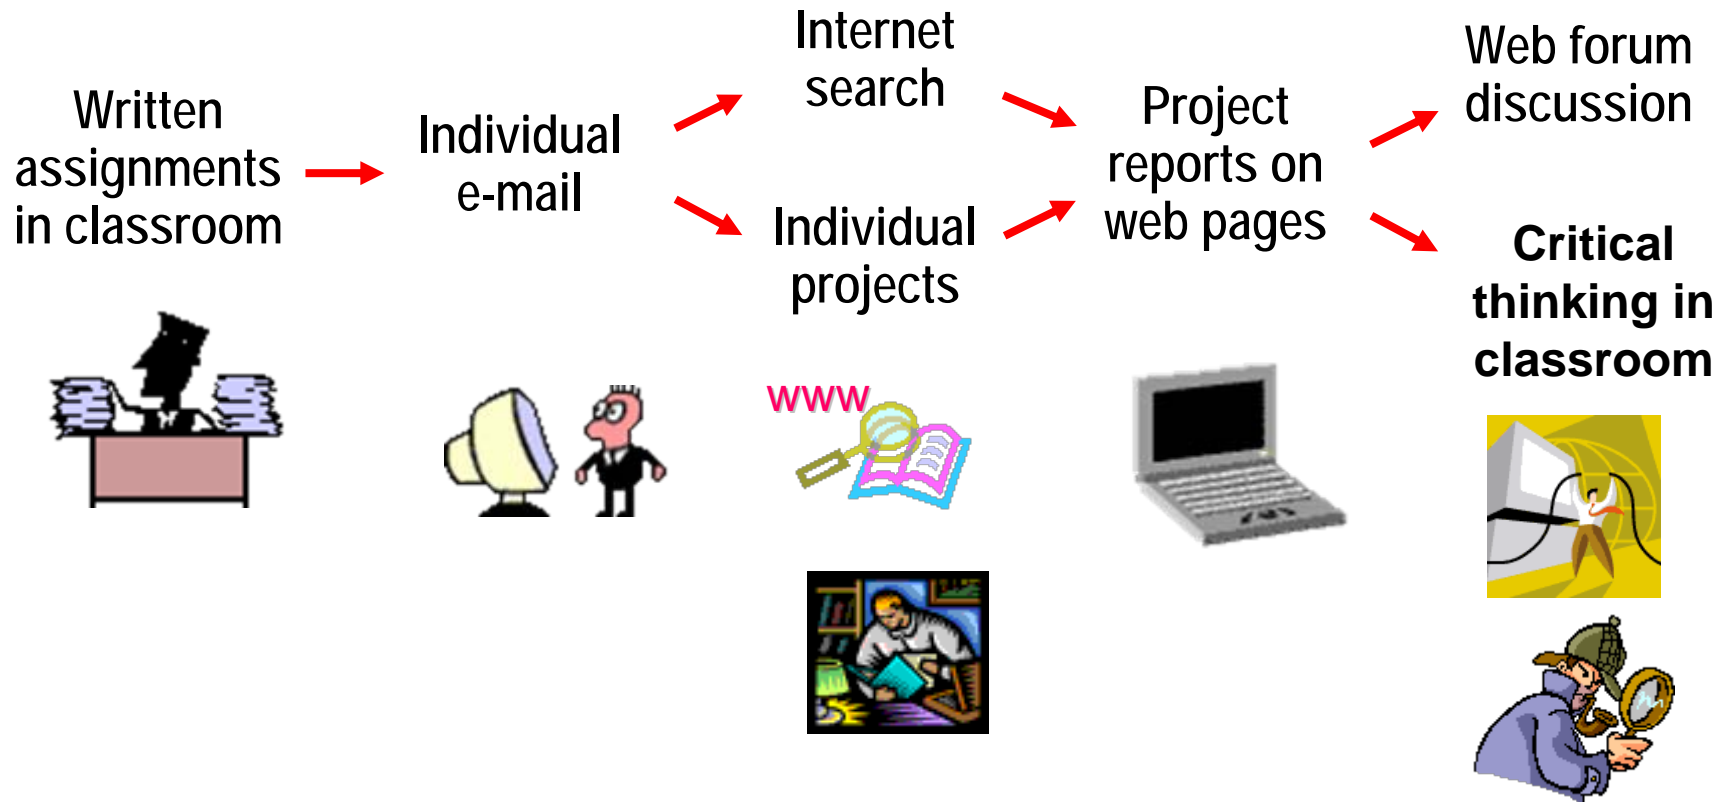 Written
assignments
in classroom
Individual
e-mail
Internet
search
Individual
projects
Project
reports on
web pages
Web forum
discussion
Critical
thinking in
classroom
www